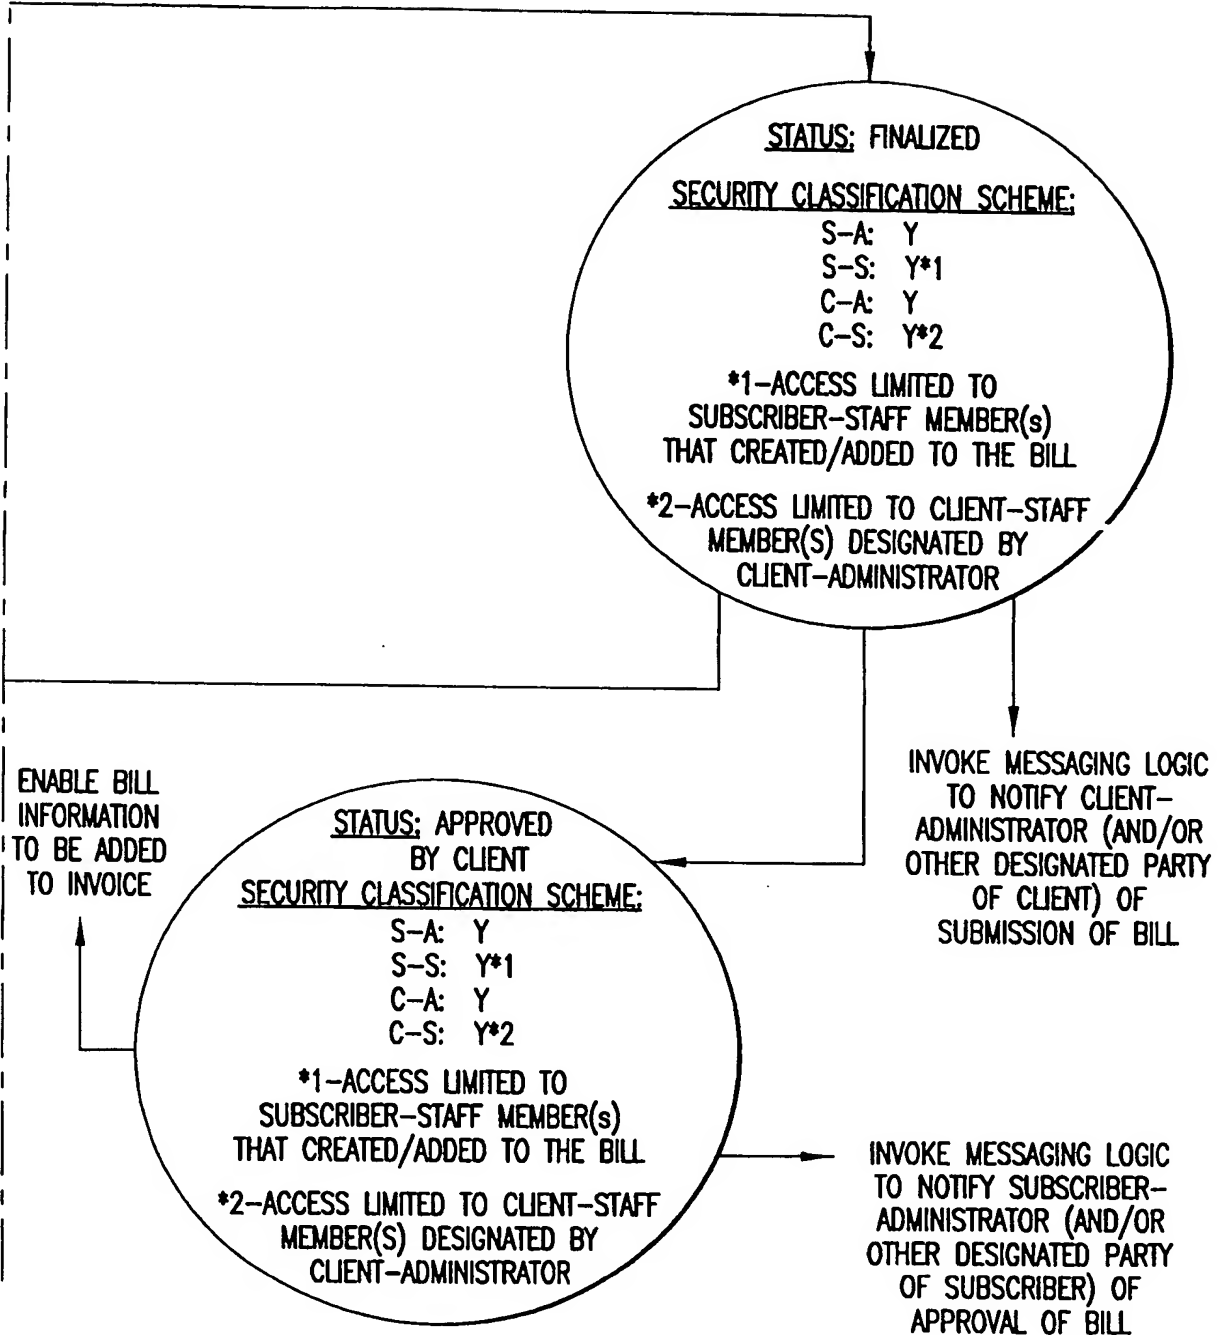 STATUS: FINALIZED
SECURITY CLASSIFICATION SCHEME:
S-A: Y
S-S: Y*1
C-A: Y
C-S: Y*2
*1-ACCESS LIMITED TO
SUBSCRIBER-STAFF MEMBER(s)
THAT CREATED/ADDED TO THE BILL
*2-ACCESS LIMITED TO CLIENT-STAFF
MEMBER(S) DESIGNATED BY
CLIENT-ADMINISTRATOR
INVOKE MESSAGING LOGIC
TO NOTIFY CLIENT-
ADMINISTRATOR (AND/OR
OTHER DESIGNATED PARTY
OF CLIENT) OF
SUBMISSION OF BILL
ENABLE BILL
INFORMATION
TO BE ADDED
TO INVOICE
STATUS: APPROVED
BY CLIENT
SECURITY CLASSIFICATION SCHEME:
S-A: Y
S-S: Y*1
C-A: Y
C-S: Y*2
*1-ACCESS LIMITED TO
SUBSCRIBER-STAFF MEMBER(s)
THAT CREATED/ADDED TO THE BILL
*2-ACCESS LIMITED TO CLIENT-STAFF
MEMBER(S) DESIGNATED BY
CLIENT-ADMINISTRATOR
INVOKE MESSAGING LOGIC
TO NOTIFY SUBSCRIBER-
ADMINISTRATOR (AND/OR
OTHER DESIGNATED PARTY
OF SUBSCRIBER) OF
APPROVAL OF BILL